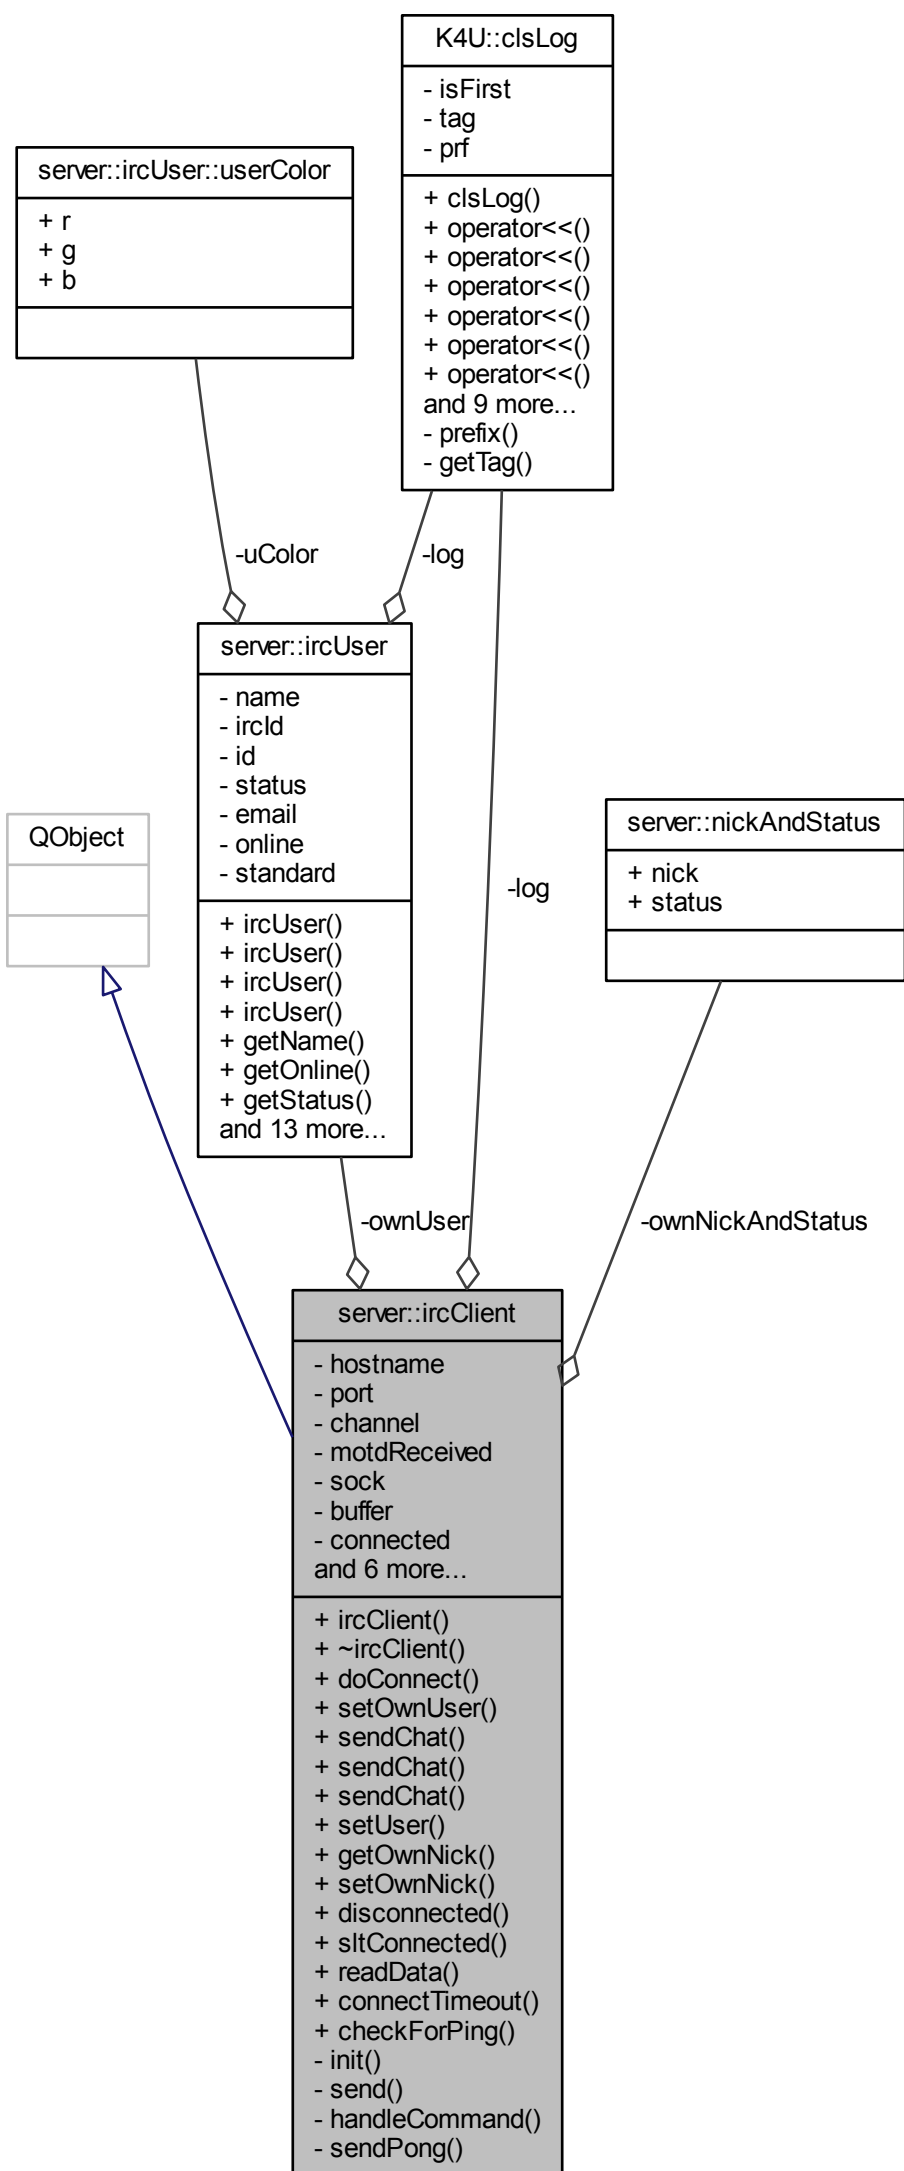 K4U::clsLog
- isFirst
- tag
- prf
+ clsLog()
+ operator<<()
+ operator<<()
+ operator<<()
+ operator<<()
+ operator<<()
+ operator<<()
and 9 more...
- prefix()
- getTag()
server::ircUser::userColor
+ r
+ g
+ b
-uColor
-log
server::ircUser
- name
- ircId
- id
- status
- email
- online
- standard
+ ircUser()
+ ircUser()
+ ircUser()
+ ircUser()
+ getName()
+ getOnline()
+ getStatus()
and 13 more...
QObject
-log
server::nickAndStatus
+ nick
+ status
-ownUser
-ownNickAndStatus
server::ircClient
- hostname
- port
- channel
- motdReceived
- sock
- buffer
- connected
and 6 more...
+ ircClient()
+ ~ircClient()
+ doConnect()
+ setOwnUser()
+ sendChat()
+ sendChat()
+ sendChat()
+ setUser()
+ getOwnNick()
+ setOwnNick()
+ disconnected()
+ sltConnected()
+ readData()
+ connectTimeout()
+ checkForPing()
- init()
- send()
- handleCommand()
- sendPong()